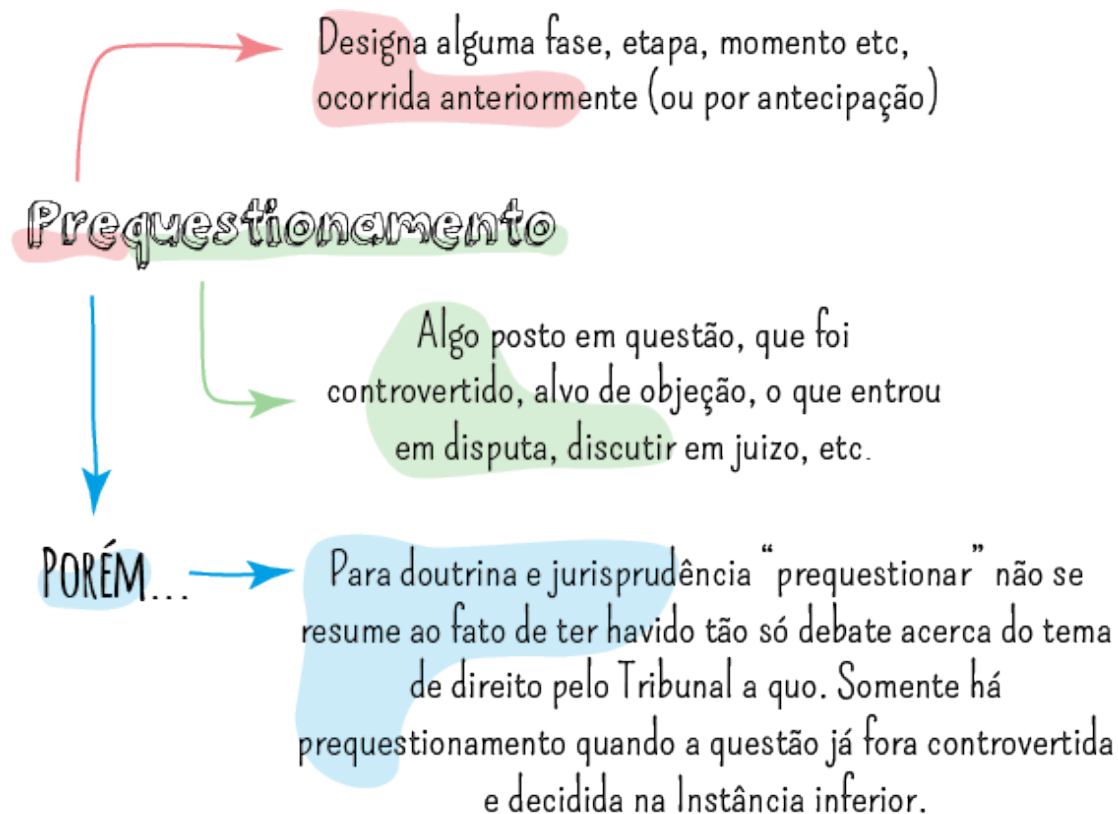 Designa alguma fase, etapa, momento etc,
ocorrida anteriormente (ou por antecipação)
Prequestionamento
Algo posto em questão, que foi
controvertido, alvo de objeção, o que entrou
em disputa, discutir em juizo, etc.
PORÉM...
Para doutrina e jurisprudência “prequestionar” não se
resume ao fato de ter havido tão só debate acerca do tema
de direito pelo Tribunal a quo. Somente há
prequestionamento quando a questão já fora controvertida
e decidida na Instância inferior.